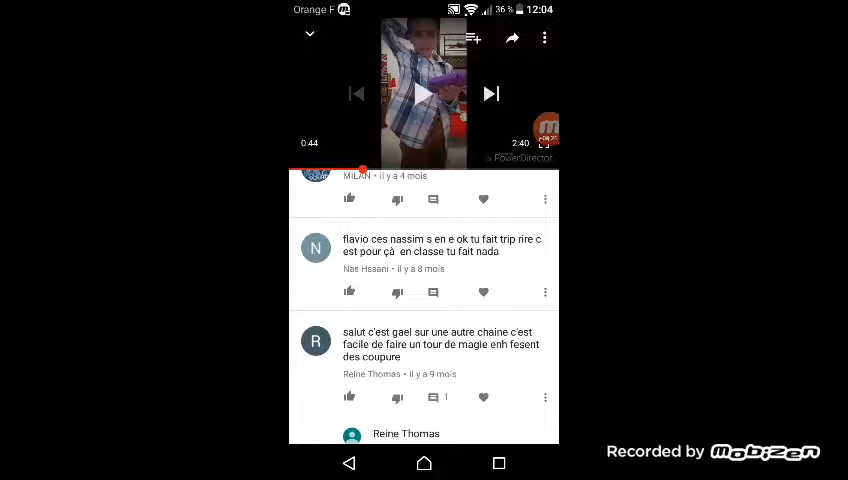 Orange F 36 % 12:04
0:44 2:40
06:21
by PowerDirector
MILAN • il y a 4 mois
flavio ces nassim s en e ok tu fait trip rire c
est pour çà en classe tu fait nada
Nas Hssani • il y a 8 mois
N
salut c'est gael sur une autre chaine c'est
facile de faire un tour de magie enh fesent
des coupure
R
Reine Thomas • il y a 9 mois
1
Reine Thomas
Recorded by mobizen